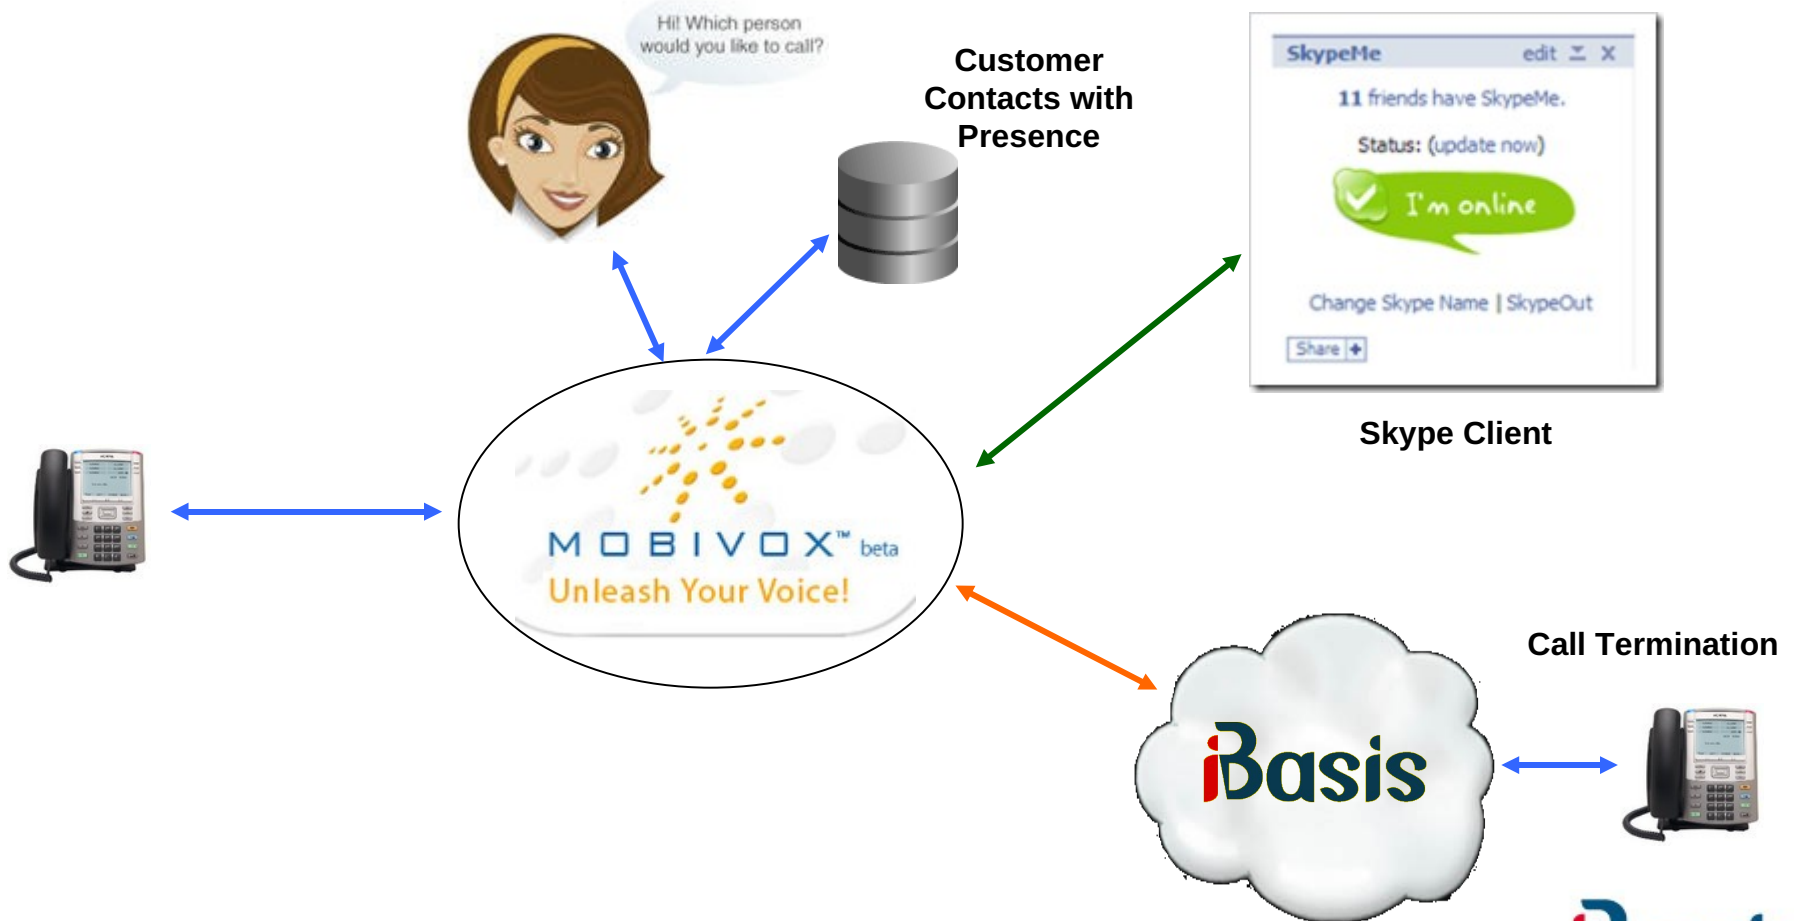 Hi! Which person
would you like to call?
Customer
Contacts with
Presence
SkypeMe edit X
11 friends have SkypeMe.
Status: (update now)
I'm online
Change Skype Name | SkypeOut
Share +
Skype Client
MOBIVOX™ beta
Unleash Your Voice!
Call Termination
iBasis